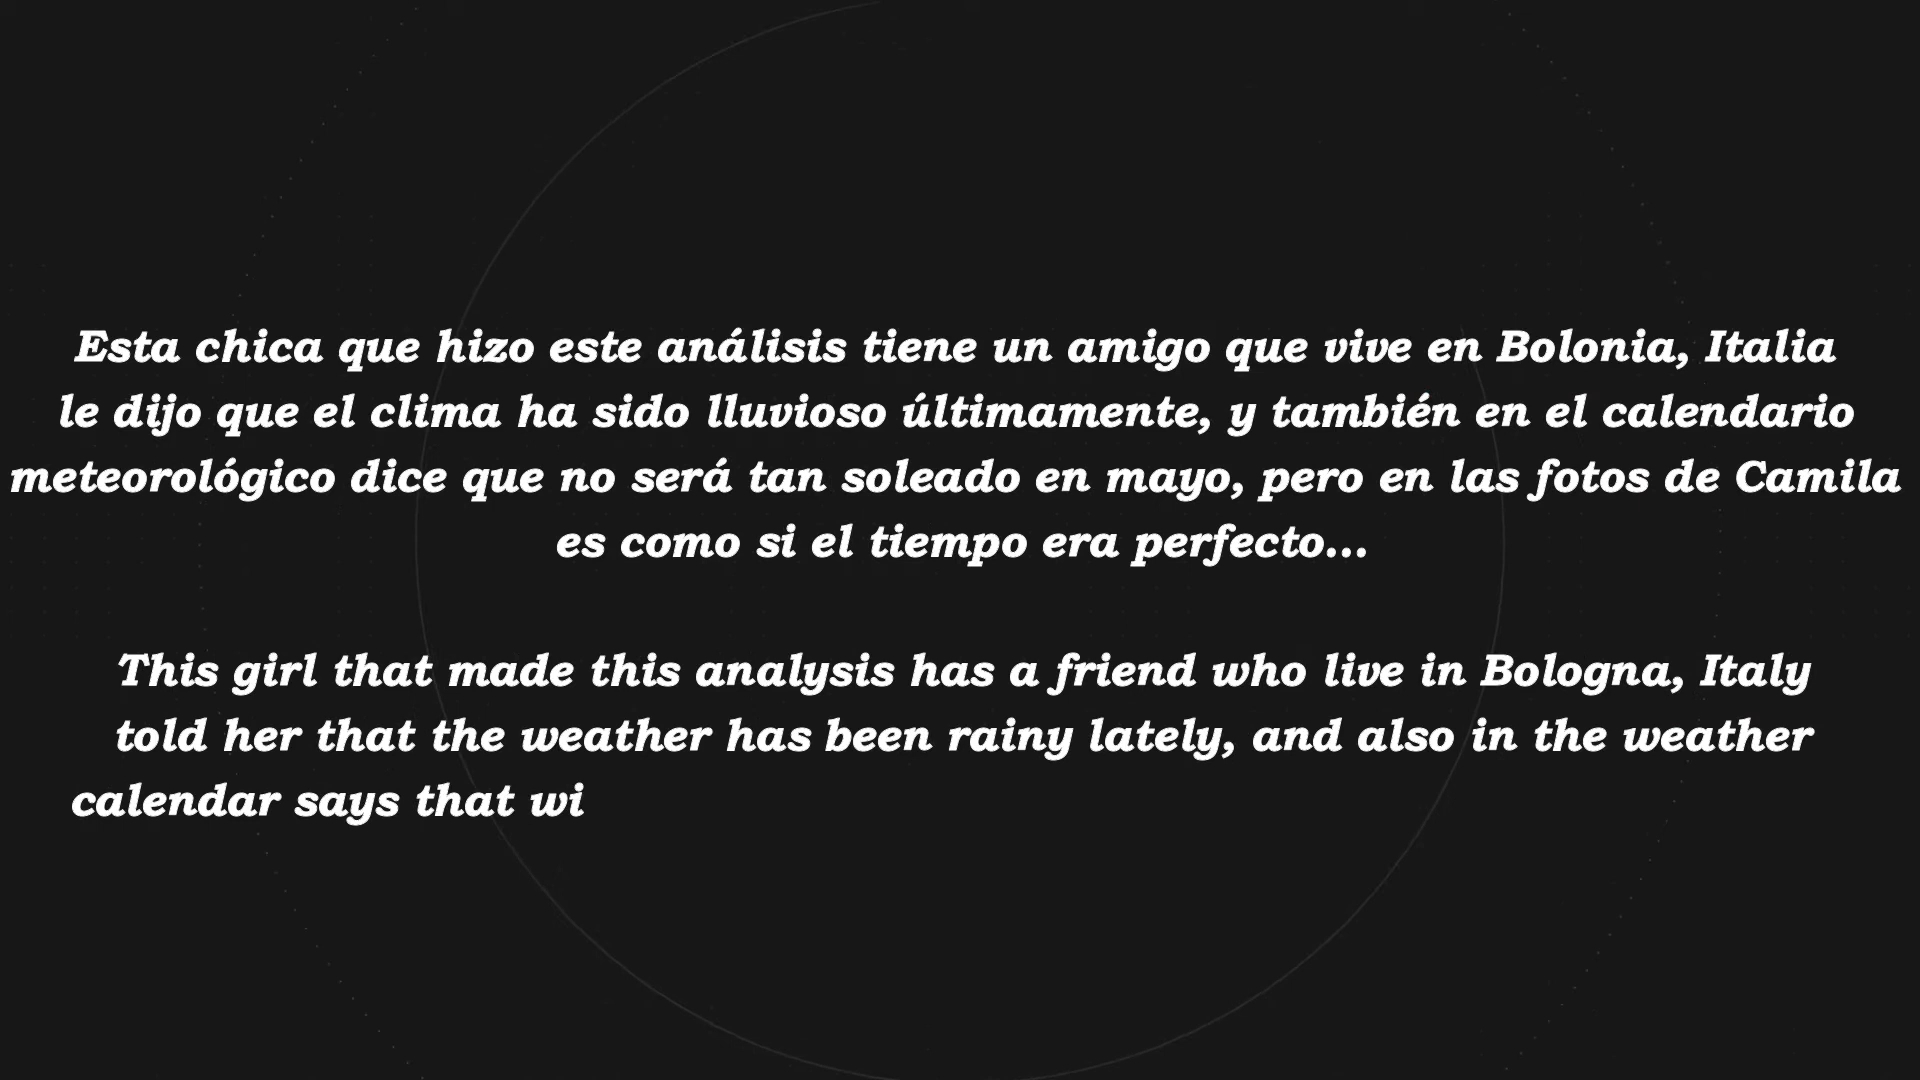 Esta chica que hizo este análisis tiene un amigo que vive en Bolonia, Italia
le dijo que el clima ha sido lluvioso últimamente, y también en el calendario
meteorológico dice que no será tan soleado en mayo, pero en las fotos de Camila
es como si el tiempo era perfecto...
This girl that made this analysis has a friend who live in Bologna, Italy
told her that the weather has been rainy lately, and also in the weather
calendar says that wi